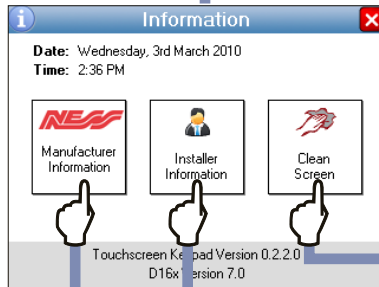 Information
Date: Wednesday, 3rd March 2010
Time: 2:36 PM
NESS
Manufacturer
Information
Installer
Information
Clean
Screen
Touchscreen Keypad Version 0.2.2.0
D16x Version 7.0